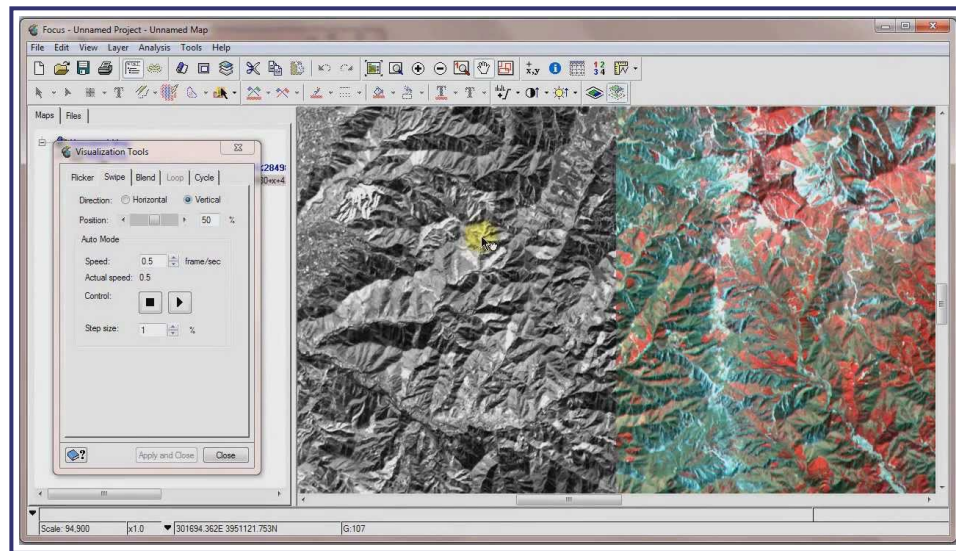 Focus - Unnamed Project - Unnamed Map
File Edit View Layer Analysis Tools Help
Maps Files
Visualization Tools
:28498
Flicker Swipe Blend Loop Cycle
Direction: Horizontal Vertical
Position: 50 %
Auto Mode
Speed: 0.5 frame/sec
Actual speed: 0.5
Control:
Step size: 1 %
Apply and Close Close
Scale: 94,900 x1.0 301694.362E 3951121.753N G:107